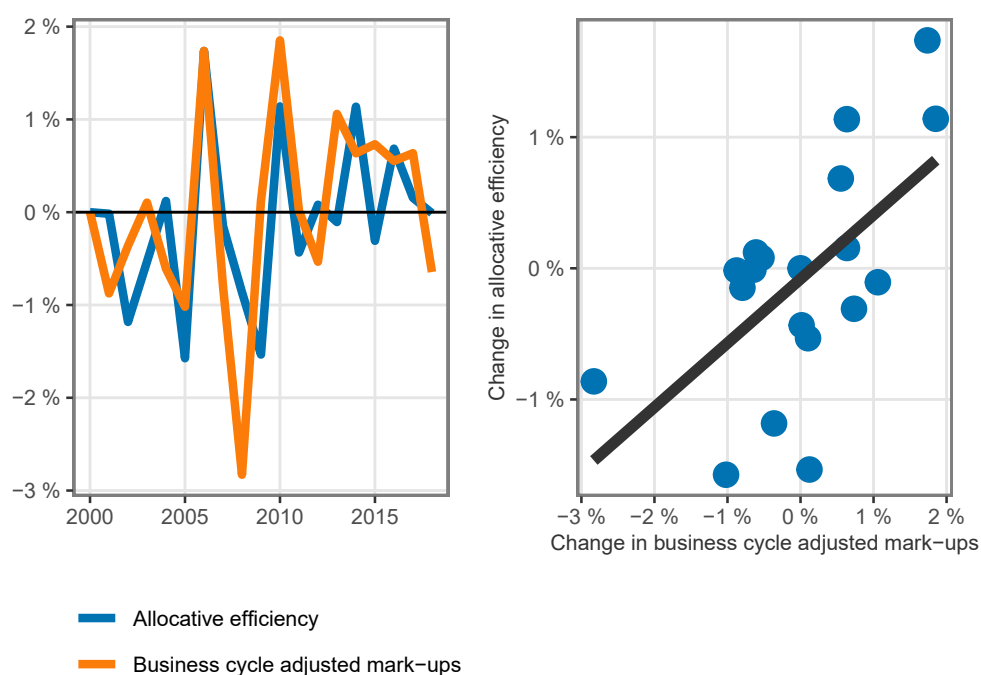 2 %
1 %
0 %
−1 %
−2 %
−3 %
2000 2005 2010 2015
Change in allocative efficiency
1 %
0 %
−1 %
−3 % −2 % −1 % 0 % 1 % 2 %
Change in business cycle adjusted mark−ups
Allocative efficiency
Business cycle adjusted mark−ups